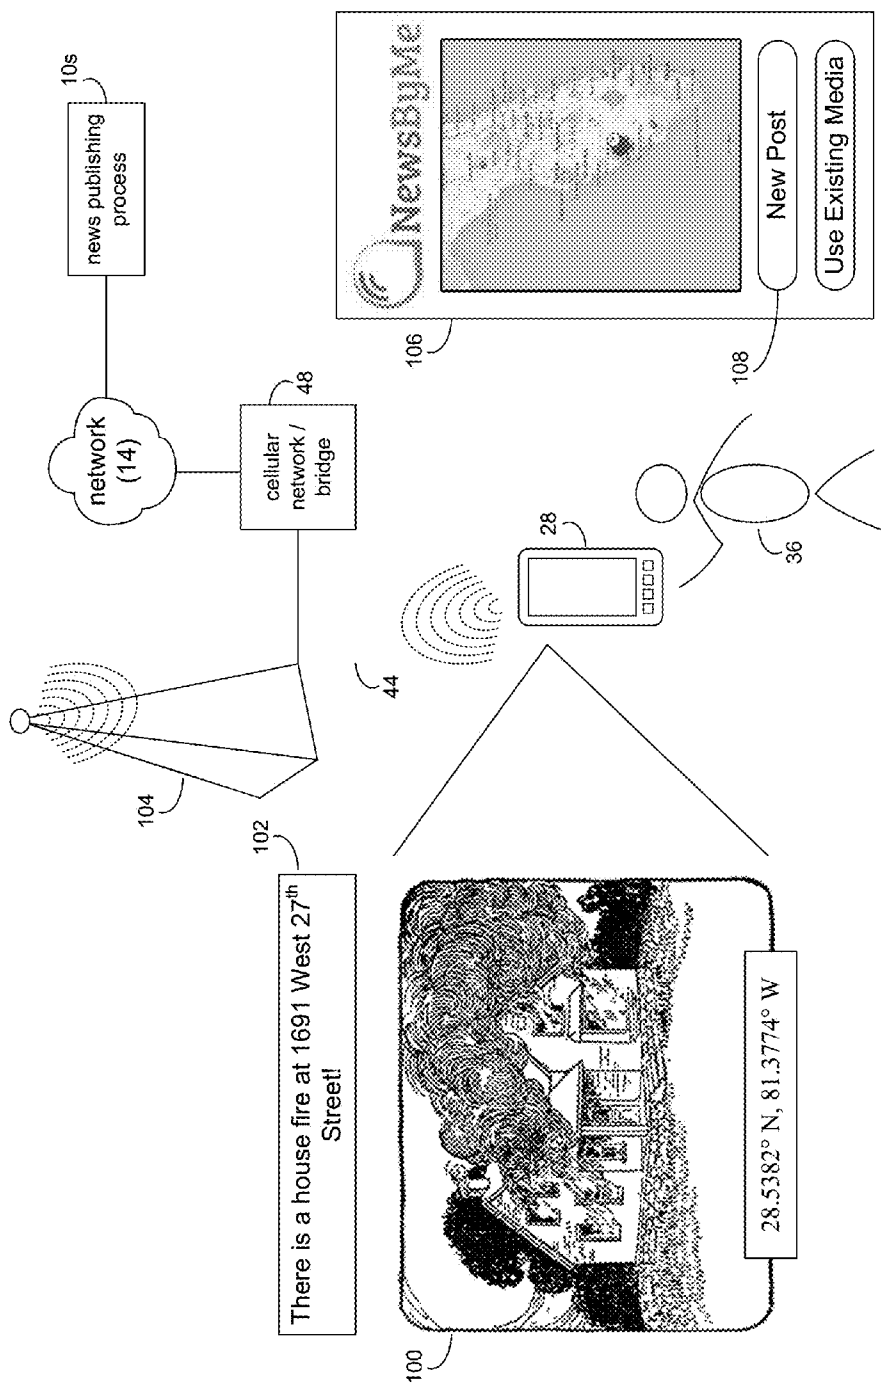 10s
news publishing
process
network
(14)
48
cellular
network /
bridge
104
44
28
36
102
There is a house fire at 1691 West 27th
Street!
100
28.5382° N, 81.3774° W
106
NewsByMe
108
New Post
Use Existing Media